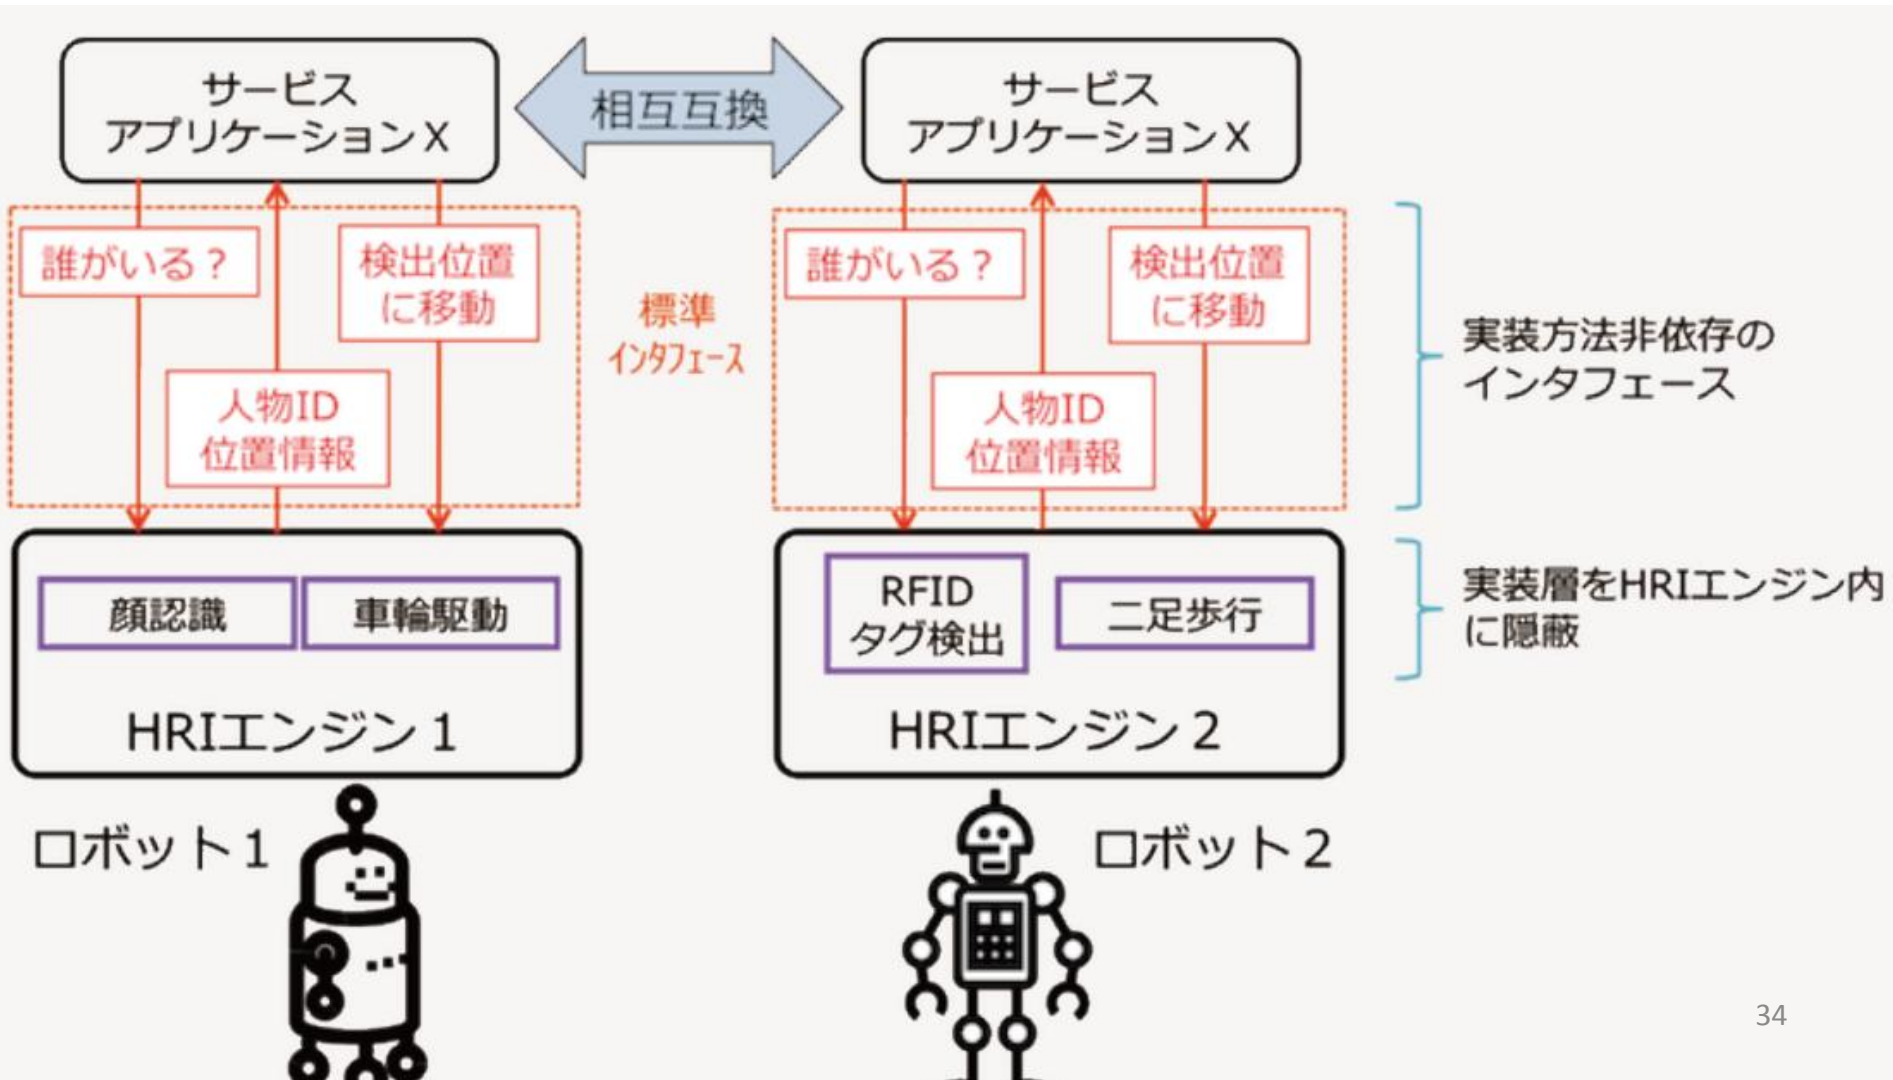 サービス
アプリケーションX
相互互換
サービス
アプリケーションX
誰がいる？
検出位置
に移動
人物ID
位置情報
標準
インタフェース
誰がいる？
検出位置
に移動
人物ID
位置情報
実装方法非依存の
インタフェース
顔認識
車輪駆動
HRIエンジン1
RFID
タグ検出
二足歩行
HRIエンジン2
実装層をHRIエンジン内
に隠蔽
ロボット1
ロボット2
34